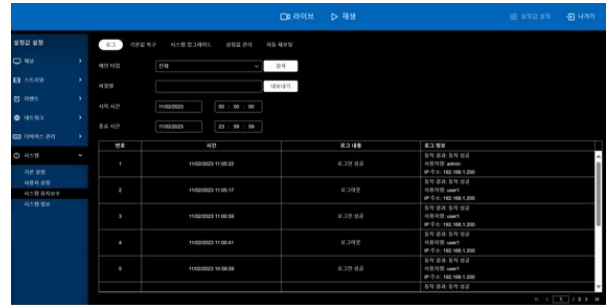 라이브
재생
설정값 설정
나가기
설정값 설정
채널
스트리밍
이벤트
네트워크
디바이스 관리
시스템
기본 설정
사용자 설정
시스템 유지보수
시스템 정보
로그 기본값 복구 시스템 업그레이드 설정값 관리 자동 재부팅
메인 타입 전체 검색
파일명 내보내기
시작 시간 11/02/2023 00 : 00 : 00
종료 시간 11/02/2023 23 : 59 : 59
번호 시간 로그 내용 로그 정보
1 11/02/2023 11:05:22 로그인 성공
동작 결과: 동작 성공
사용자명: admin
IP 주소: 192.168.1.200
2 11/02/2023 11:05:17 로그아웃
동작 결과: 동작 성공
사용자명: user1
IP 주소: 192.168.1.200
3 11/02/2023 11:00:58 로그인 성공
동작 결과: 동작 성공
사용자명: user1
IP 주소: 192.168.1.200
4 11/02/2023 11:00:41 로그아웃
동작 결과: 동작 성공
사용자명: user1
IP 주소: 192.168.1.200
5 11/02/2023 10:58:59 로그인 성공
동작 결과: 동작 성공
사용자명: user1
IP 주소: 192.168.1.200
동작 결과: 동작 성공
1 / 3